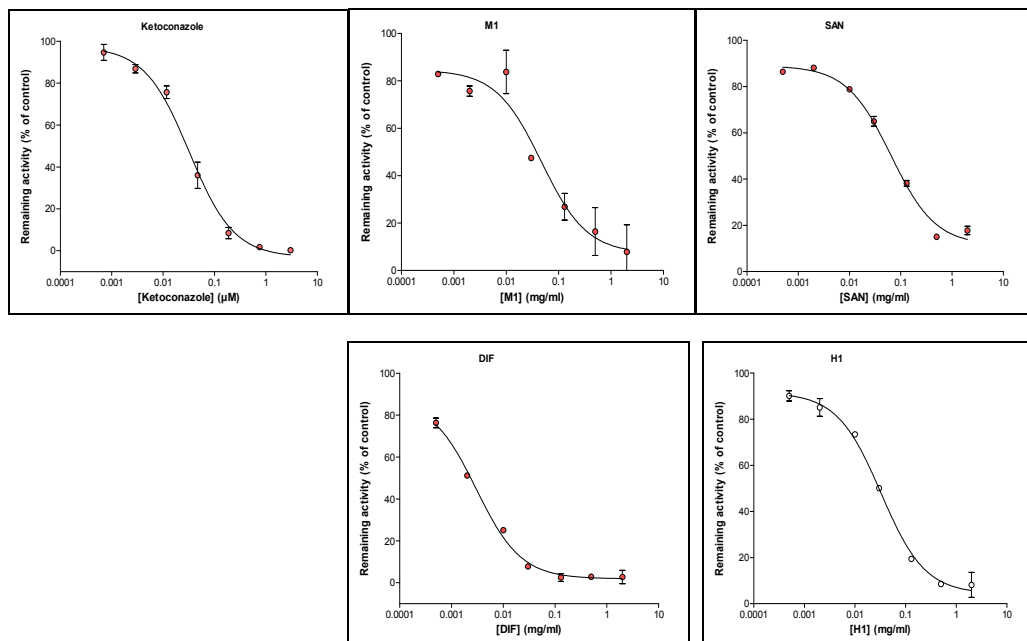 Ketoconazole
Remaining activity (% of control)
100
80
60
40
20
0
0.0001 0.001 0.01 0.1 1 10
[Ketoconazole] (µM)
M1
Remaining activity (% of control)
100
80
60
40
20
0
0.0001 0.001 0.01 0.1 1 10
[M1] (mg/ml)
SAN
Remaining activity (% of control)
100
80
60
40
20
0
0.0001 0.001 0.01 0.1 1 10
[SAN] (mg/ml)
DIF
Remaining activity (% of control)
100
80
60
40
20
0
0.0001 0.001 0.01 0.1 1 10
[DIF] (mg/ml)
H1
Remaining activity (% of control)
100
80
60
40
20
0
0.0001 0.001 0.01 0.1 1 10
[H1] (mg/ml)